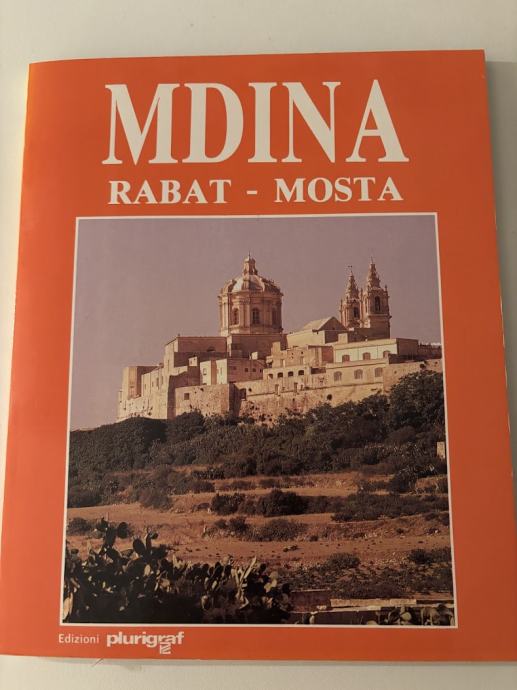 MDINA
RABAT - MOSTA
Edizioni plurigraf